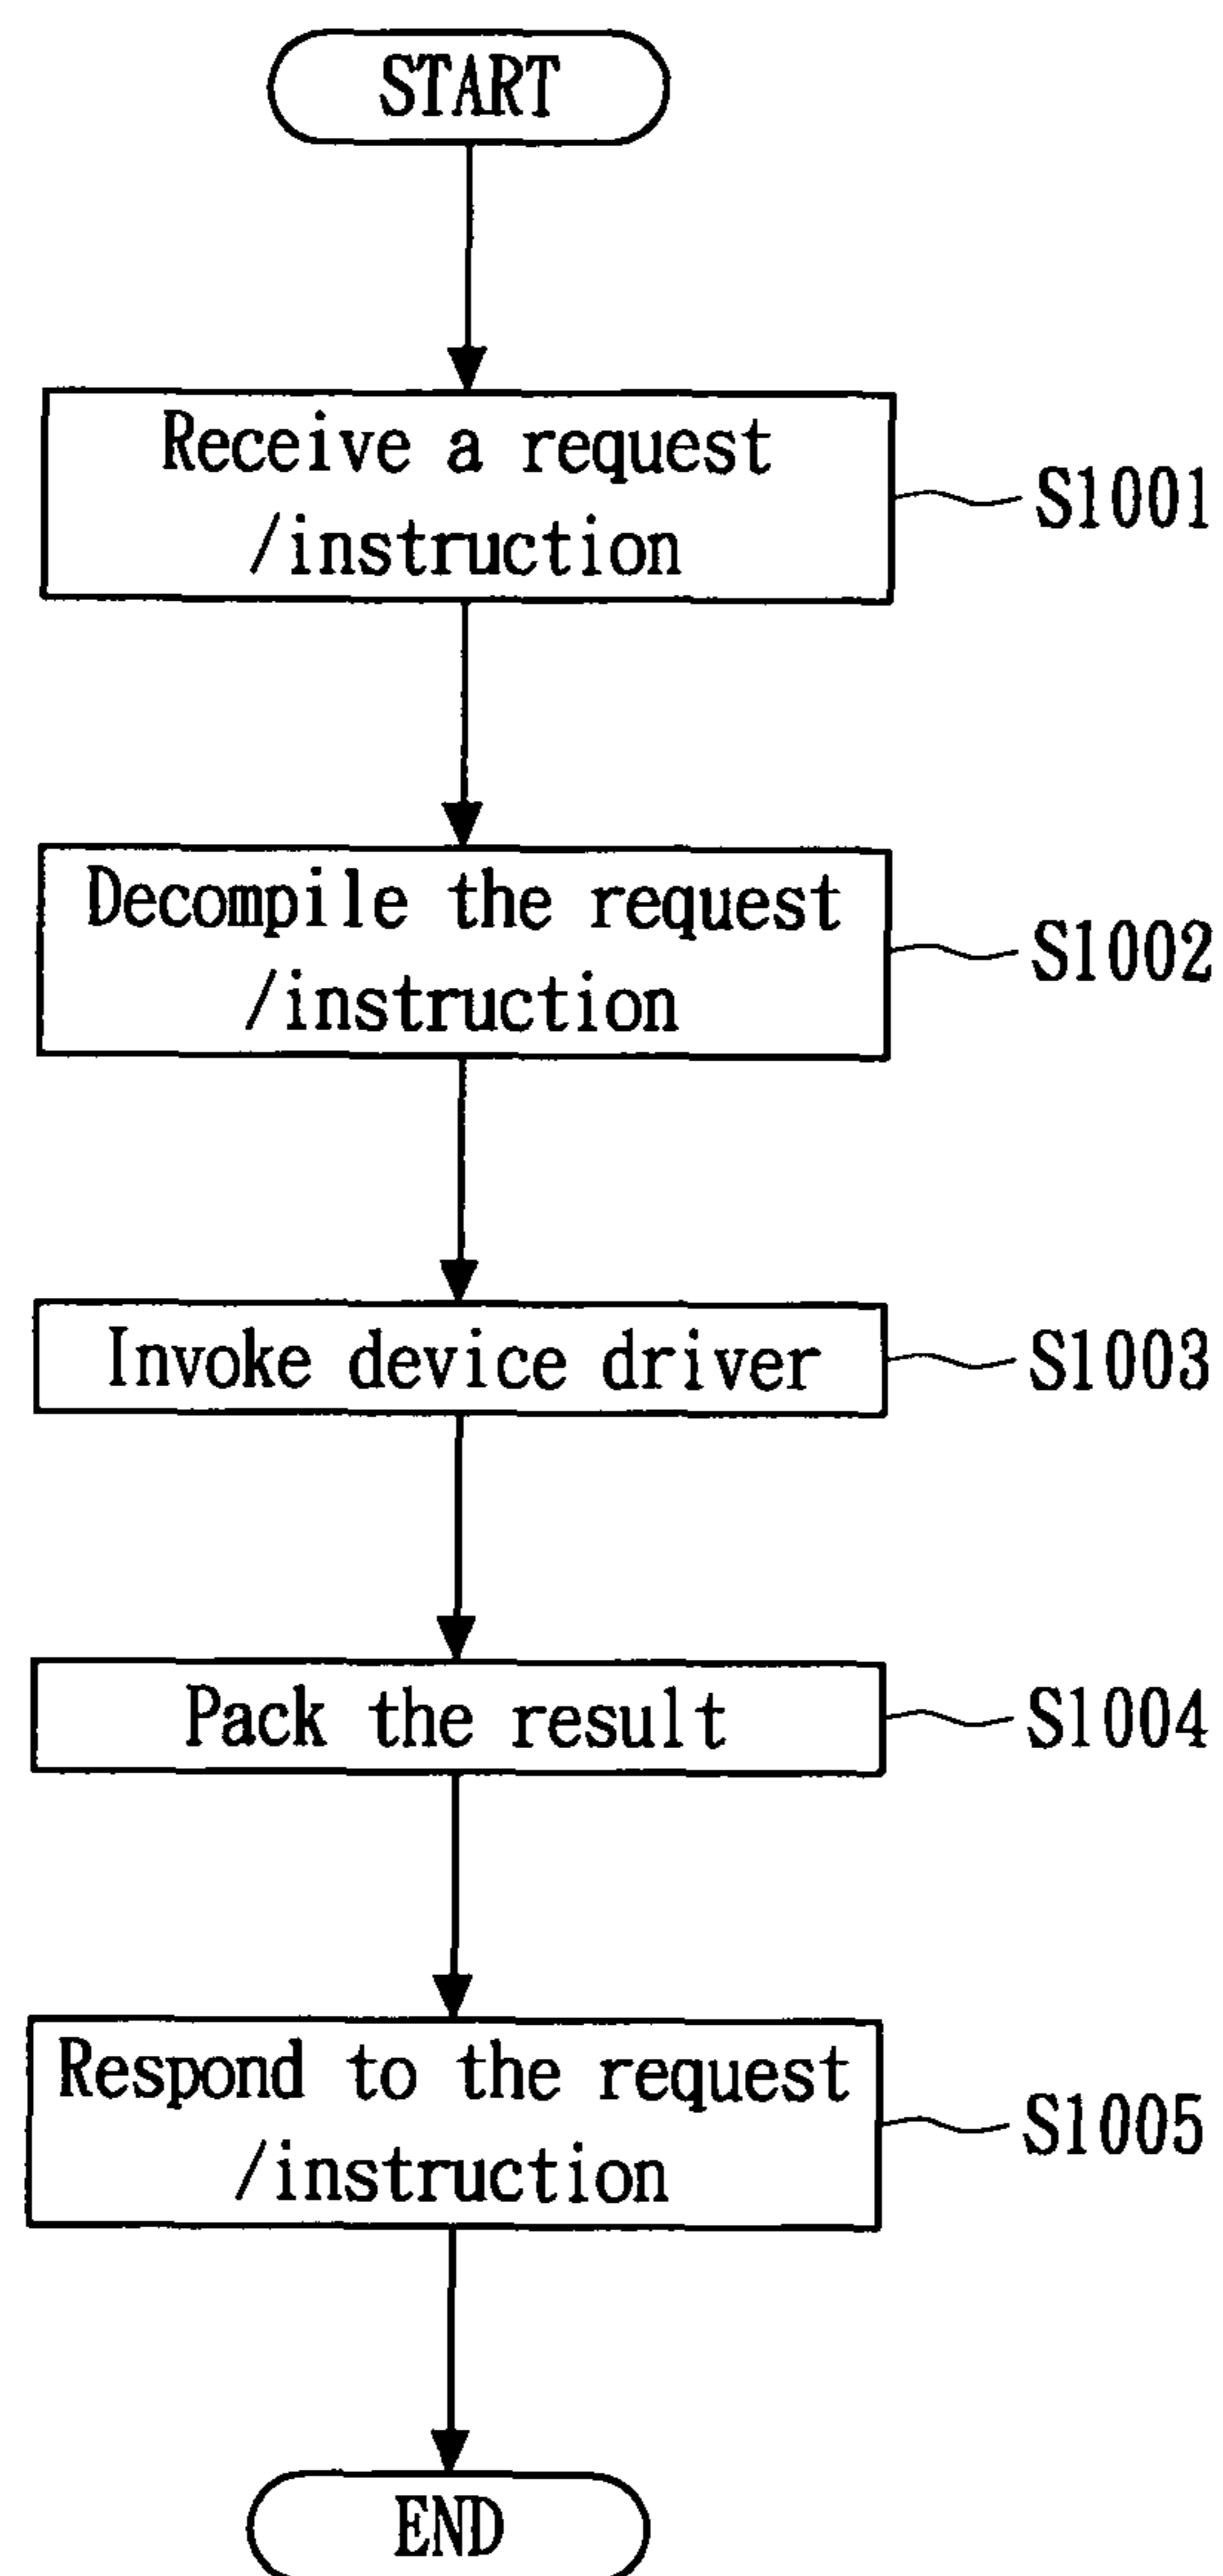 START
Receive a request
/instruction
S1001
Decompile the request
/instruction
S1002
Invoke device driver
S1003
Pack the result
S1004
Respond to the request
/instruction
S1005
END